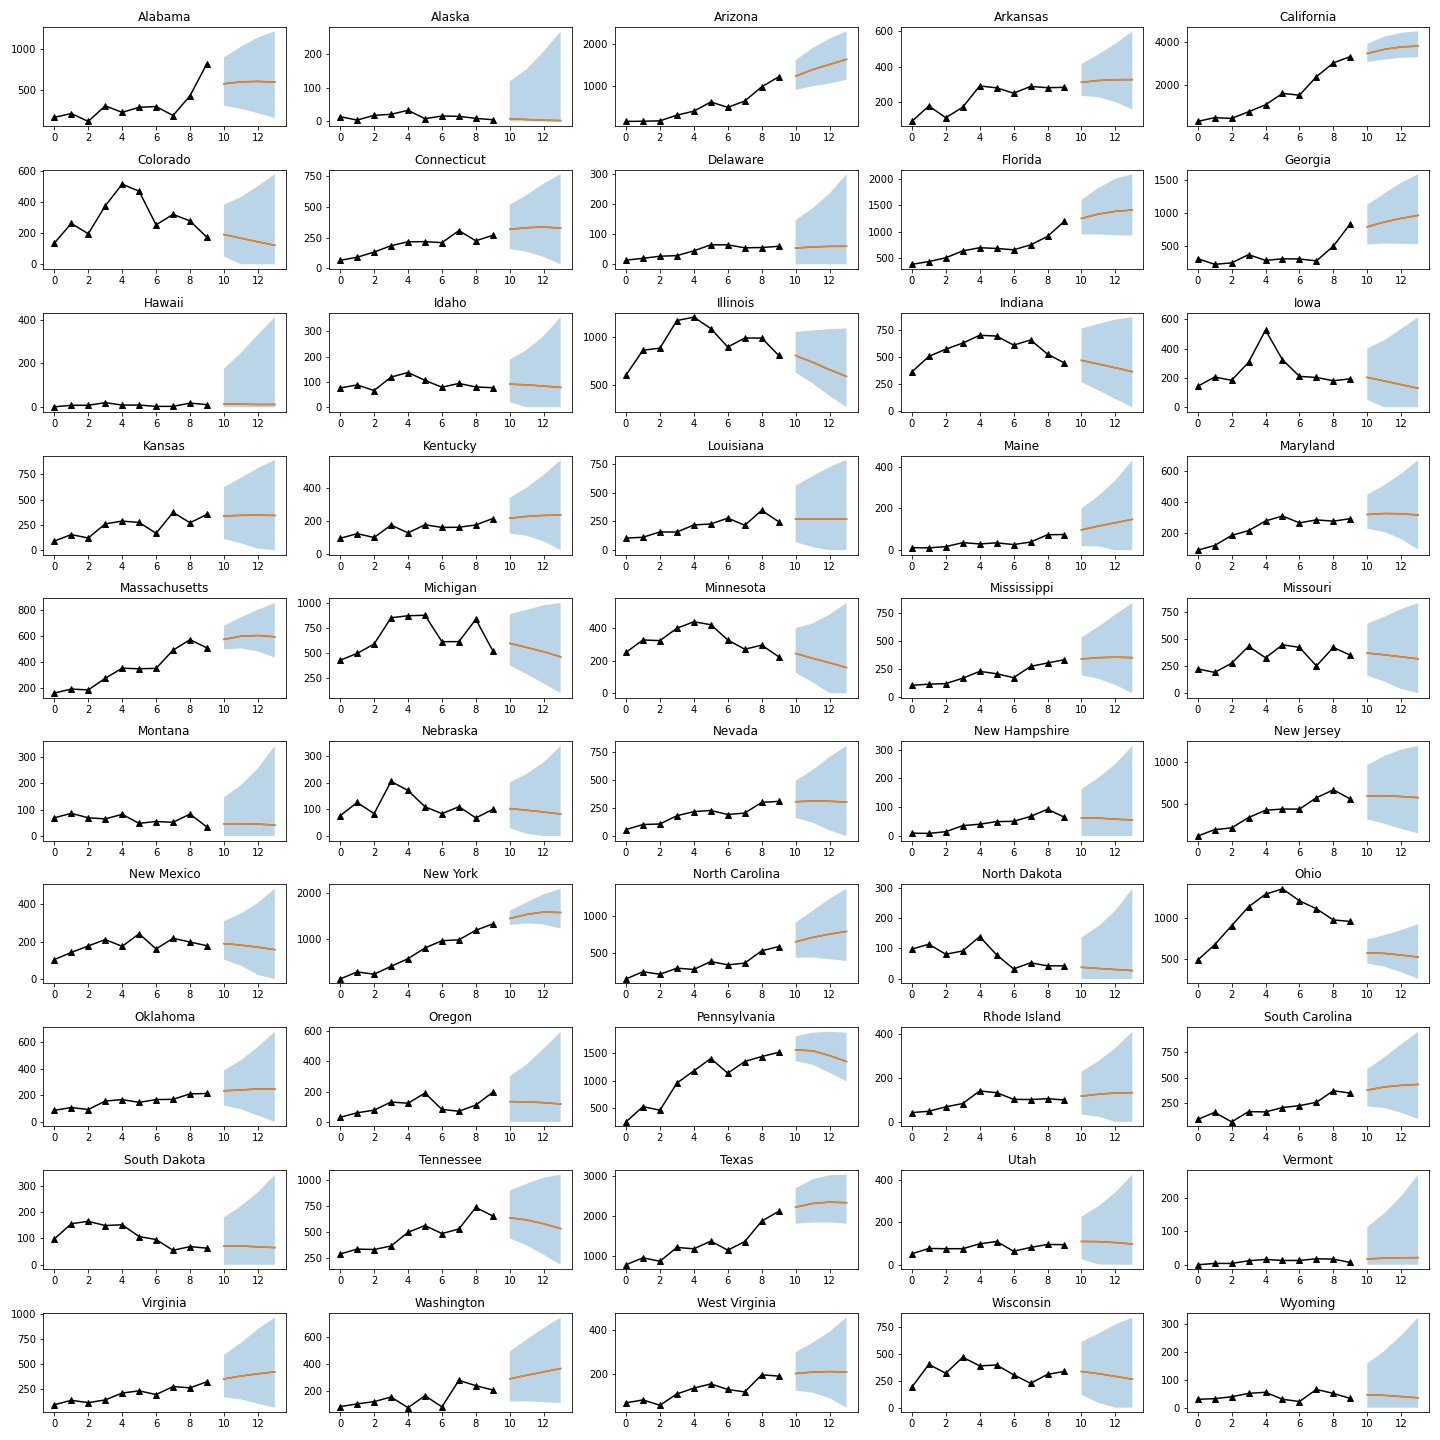 Alabama
1000
500
0 2 4 6 8 10 12
Alaska
200
100
0
0 2 4 6 8 10 12
Arizona
2000
1000
0 2 4 6 8 10 12
Arkansas
600
400
200
0 2 4 6 8 10 12
California
4000
2000
0 2 4 6 8 10 12
Colorado
600
400
200
0
0 2 4 6 8 10 12
Connecticut
750
500
250
0
0 2 4 6 8 10 12
Delaware
300
200
100
0
0 2 4 6 8 10 12
Florida
2000
1500
1000
500
0 2 4 6 8 10 12
Georgia
1500
1000
500
0 2 4 6 8 10 12
Hawaii
400
200
0
0 2 4 6 8 10 12
Idaho
300
200
100
0
0 2 4 6 8 10 12
Illinois
1000
500
0 2 4 6 8 10 12
Indiana
750
500
250
0
0 2 4 6 8 10 12
Iowa
600
400
200
0
0 2 4 6 8 10 12
Kansas
750
500
250
0
0 2 4 6 8 10 12
Kentucky
400
200
0
0 2 4 6 8 10 12
Louisiana
750
500
250
0
0 2 4 6 8 10 12
Maine
400
200
0
0 2 4 6 8 10 12
Maryland
600
400
200
0 2 4 6 8 10 12
Massachusetts
800
600
400
200
0 2 4 6 8 10 12
Michigan
1000
750
500
250
0 2 4 6 8 10 12
Minnesota
400
200
0
0 2 4 6 8 10 12
Mississippi
750
500
250
0
0 2 4 6 8 10 12
Missouri
750
500
250
0
0 2 4 6 8 10 12
Montana
300
200
100
0
0 2 4 6 8 10 12
Nebraska
300
200
100
0
0 2 4 6 8 10 12
Nevada
750
500
250
0
0 2 4 6 8 10 12
New Hampshire
300
200
100
0
0 2 4 6 8 10 12
New Jersey
1000
500
0 2 4 6 8 10 12
New Mexico
400
200
0
0 2 4 6 8 10 12
New York
2000
1000
0 2 4 6 8 10 12
North Carolina
1000
500
0 2 4 6 8 10 12
North Dakota
300
200
100
0
0 2 4 6 8 10 12
Ohio
1000
500
0 2 4 6 8 10 12
Oklahoma
600
400
200
0
0 2 4 6 8 10 12
Oregon
600
400
200
0
0 2 4 6 8 10 12
Pennsylvania
1500
1000
500
0 2 4 6 8 10 12
Rhode Island
400
200
0
0 2 4 6 8 10 12
South Carolina
750
500
250
0 2 4 6 8 10 12
South Dakota
300
200
100
0
0 2 4 6 8 10 12
Tennessee
1000
750
500
250
0 2 4 6 8 10 12
Texas
3000
2000
1000
0 2 4 6 8 10 12
Utah
400
200
0
0 2 4 6 8 10 12
Vermont
200
100
0
0 2 4 6 8 10 12
Virginia
1000
750
500
250
0 2 4 6 8 10 12
Washington
600
400
200
0 2 4 6 8 10 12
West Virginia
400
200
0 2 4 6 8 10 12
Wisconsin
750
500
250
0
0 2 4 6 8 10 12
Wyoming
300
200
100
0
0 2 4 6 8 10 12